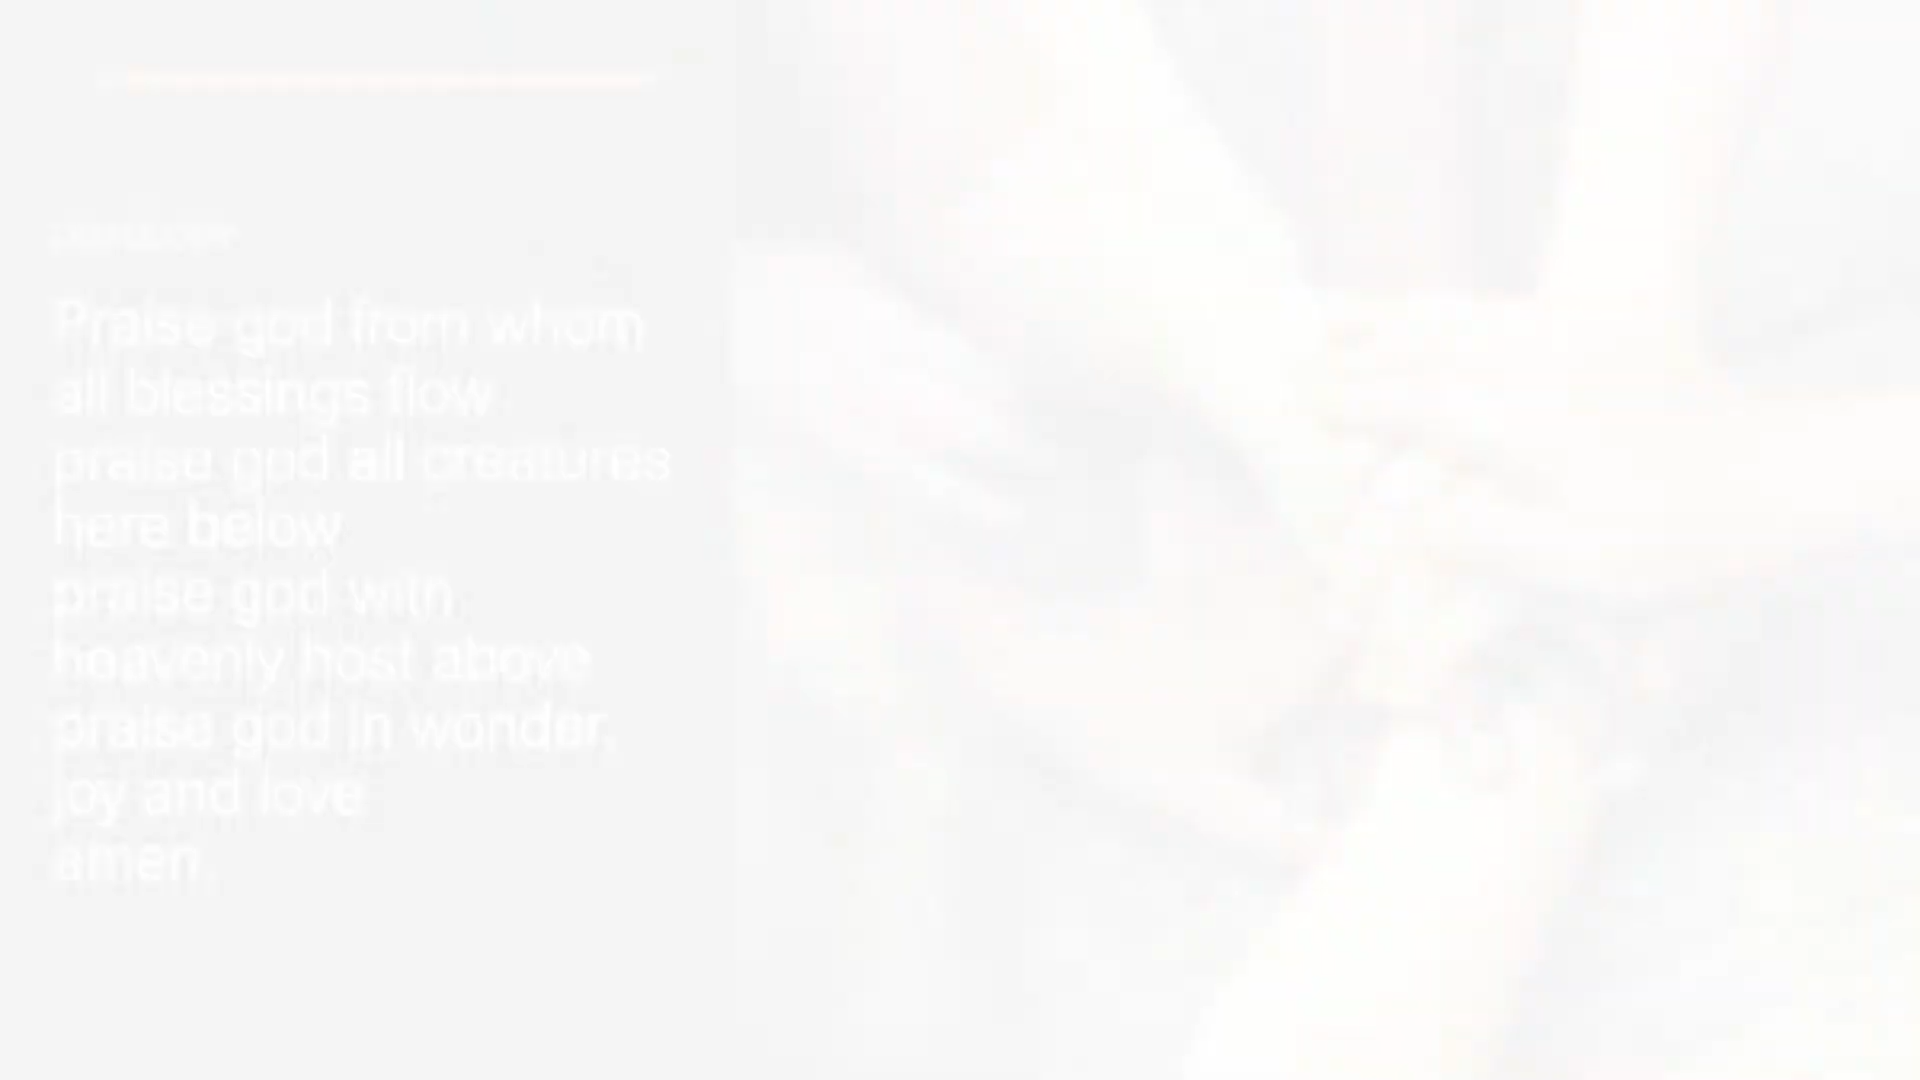 Praise god from whom
all blessings flow
praise god all creatures
here below
praise god with
heavenly host above
praise god in wonder,
joy and love
amen